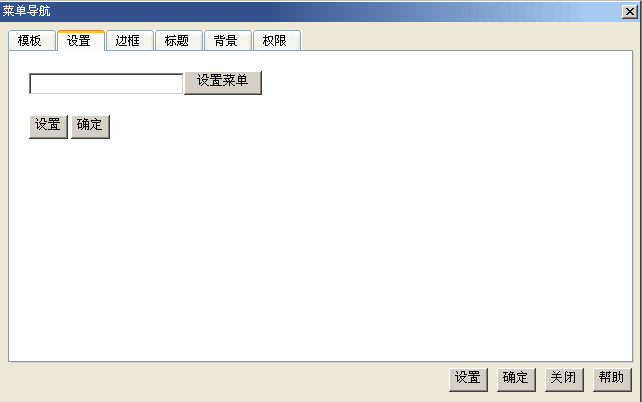 菜单导航
模板 设置 边框 标题 背景 权限
设置菜单
设置 确定
设置 确定 关闭 帮助